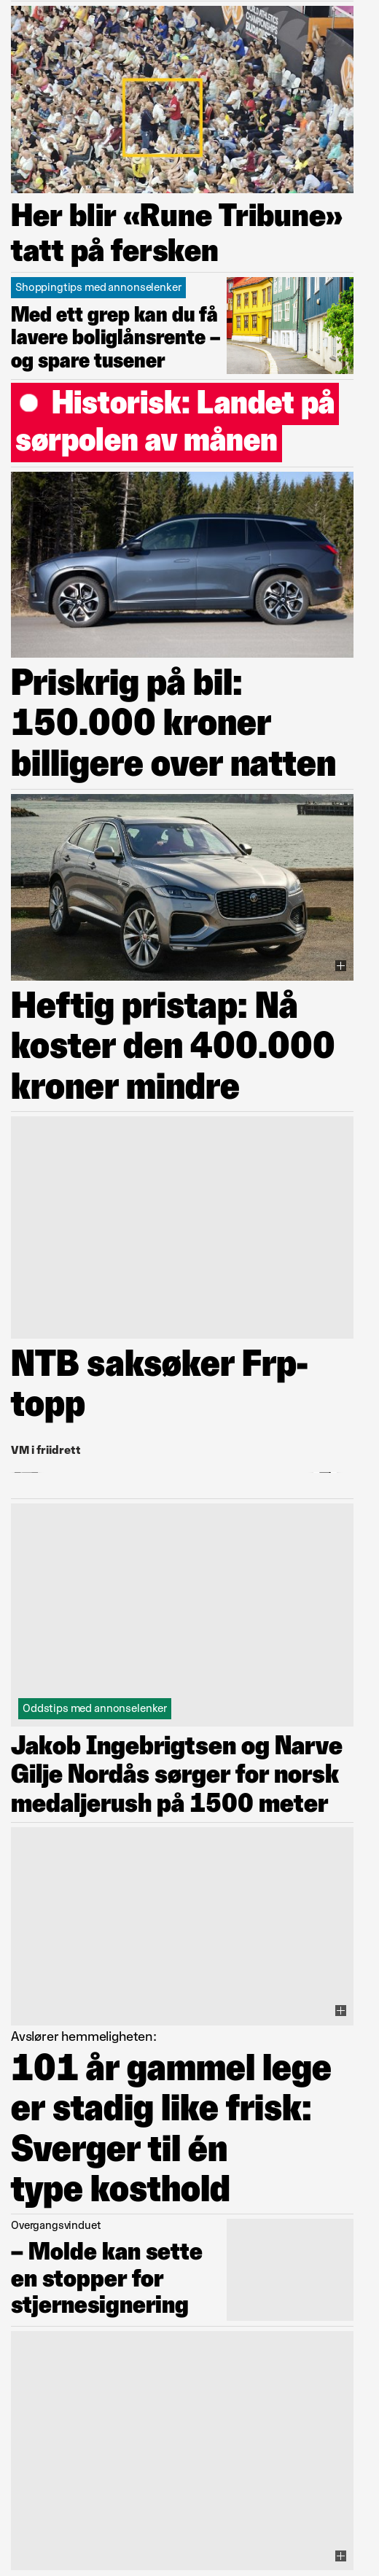 LD ATHLETICS
CHAMPIONSHIPS
BUDA
Her blir «Rune Tribune»
tatt på fersken
Shoppingtips med annonselenker
Med ett grep kan du få
lavere boliglånsrente –
og spare tusener
Historisk: Landet på
sørpolen av månen
Priskrig på bil:
150.000 kroner
billigere over natten
Heftig pristap: Nå
koster den 400.000
kroner mindre
NTB saksøker Frp-
topp
VM i friidrett
Oddstips med annonselenker
Jakob Ingebrigtsen og Narve
Gilje Nordås sørger for norsk
medaljerush på 1500 meter
Avslører hemmeligheten:
101 år gammel lege
er stadig like frisk:
Sverger til én
type kosthold
Overgangsvinduet
– Molde kan sette
en stopper for
stjernesignering